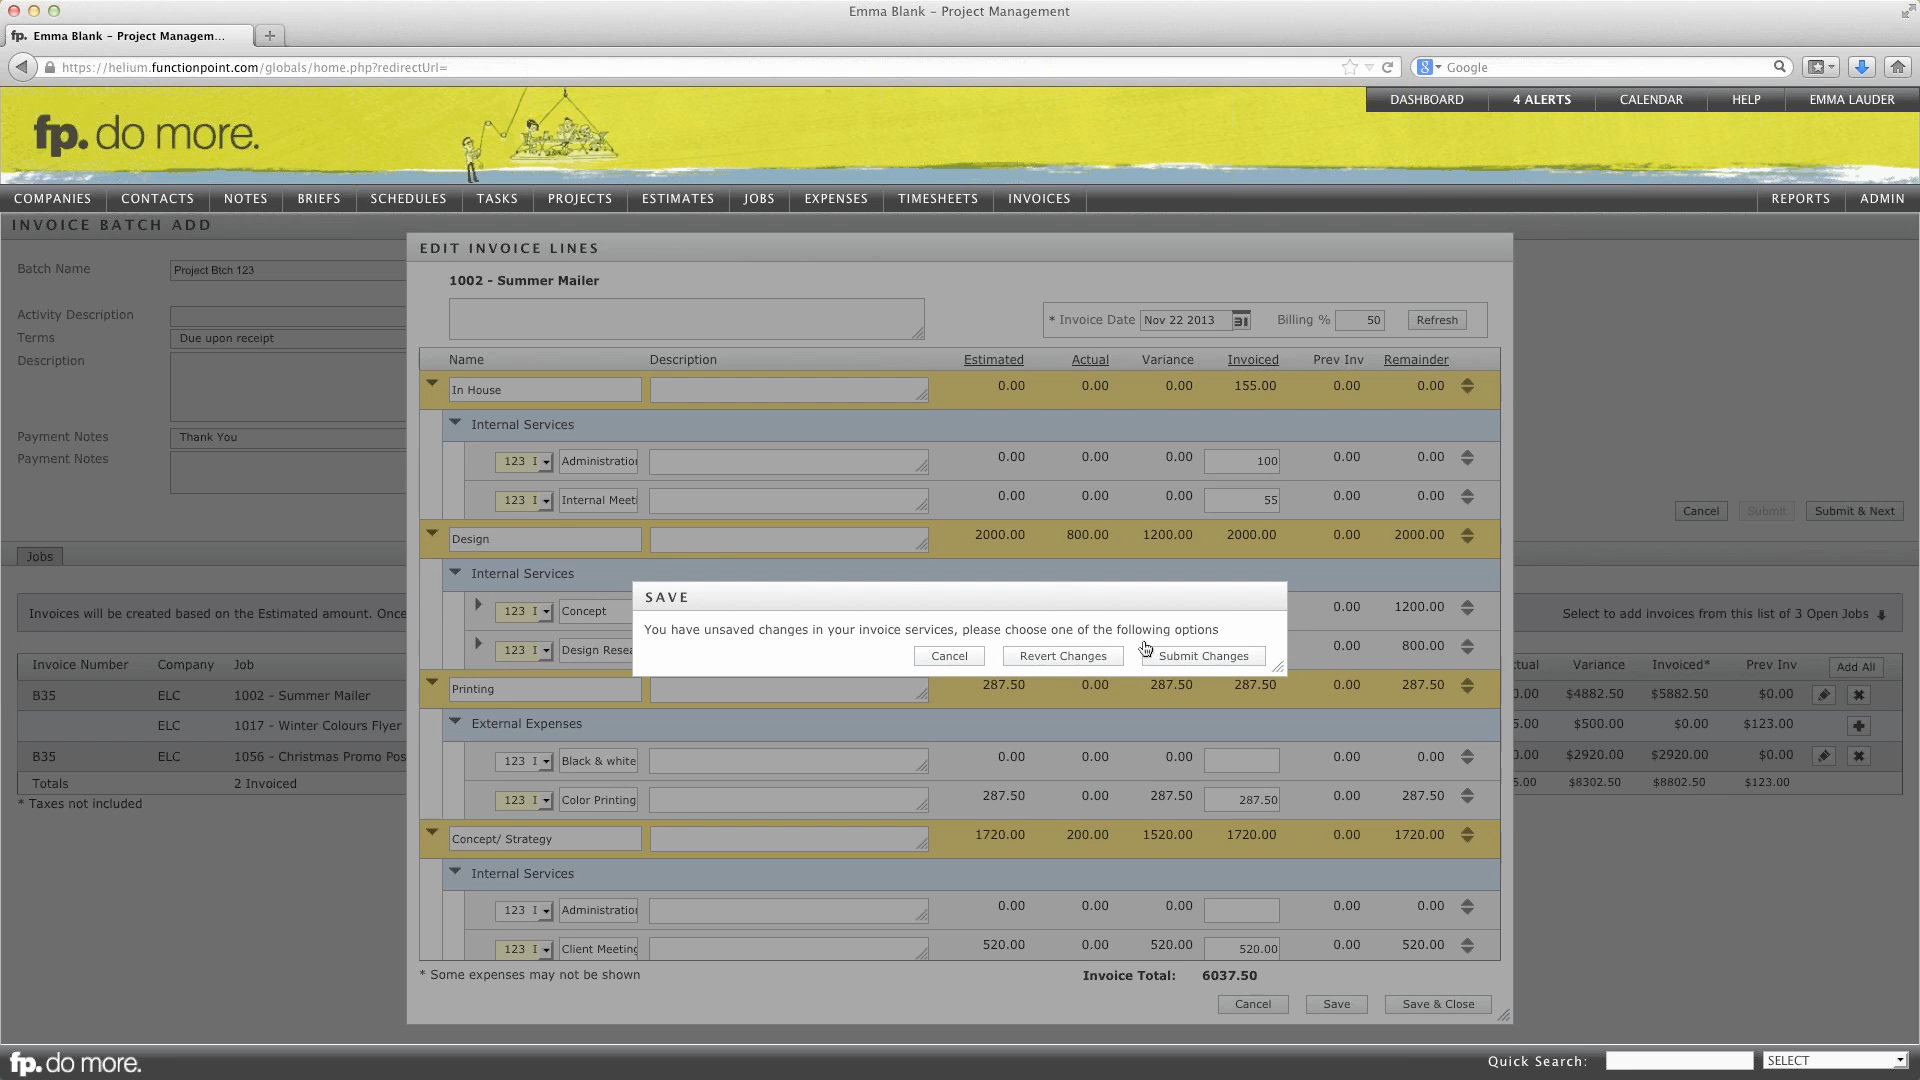 Emma Blank – Project Management
fp. Emma Blank – Project Managem...
https://helium.functionpoint.com/globals/home.php?redirectUrl=
Google
DASHBOARD 4 ALERTS CALENDAR HELP EMMA LAUDER
fp. do more.
COMPANIES CONTACTS NOTES BRIEFS SCHEDULES TASKS PROJECTS ESTIMATES JOBS EXPENSES TIMESHEETS INVOICES REPORTS ADMIN
INVOICE BATCH ADD
Batch Name Project Btch 123
Activity Description
Terms Due upon receipt
Description
Payment Notes Thank You
Payment Notes
Cancel Submit Submit & Next
Jobs
Invoices will be created based on the Estimated amount. Once
Select to add invoices from this list of 3 Open Jobs
Invoice Number Company Job tual Variance Invoiced* Prev Inv Add All
B35 ELC 1002 - Summer Mailer 0.00 $4882.50 $5882.50 $0.00
ELC 1017 - Winter Colours Flyer 5.00 $500.00 $0.00 $123.00
B35 ELC 1056 - Christmas Promo Pos 0.00 $2920.00 $2920.00 $0.00
Totals 2 Invoiced 5.00 $8302.50 $8802.50 $123.00
* Taxes not included
EDIT INVOICE LINES
1002 - Summer Mailer
* Invoice Date Nov 22 2013 31 Billing % 50 Refresh
Name Description Estimated Actual Variance Invoiced Prev Inv Remainder
In House 0.00 0.00 0.00 155.00 0.00 0.00
Internal Services
123 I Administration 0.00 0.00 0.00 100 0.00 0.00
123 I Internal Meeti 0.00 0.00 0.00 55 0.00 0.00
Design 2000.00 800.00 1200.00 2000.00 0.00 2000.00
Internal Services
123 I Concept 0.00 1200.00
123 I Design Resea 0.00 800.00
SAVE
You have unsaved changes in your invoice services, please choose one of the following options
Cancel Revert Changes Submit Changes
Printing 287.50 0.00 287.50 287.50 0.00 287.50
External Expenses
123 I Black & white 0.00 0.00 0.00 0.00 0.00
123 I Color Printing 287.50 0.00 287.50 287.50 0.00 287.50
Concept/ Strategy 1720.00 200.00 1520.00 1720.00 0.00 1720.00
Internal Services
123 I Administration 0.00 0.00 0.00 0.00 0.00
123 I Client Meeting 520.00 0.00 520.00 520.00 0.00 520.00
* Some expenses may not be shown
Invoice Total: 6037.50
Cancel Save Save & Close
fp. do more.
Quick Search: SELECT